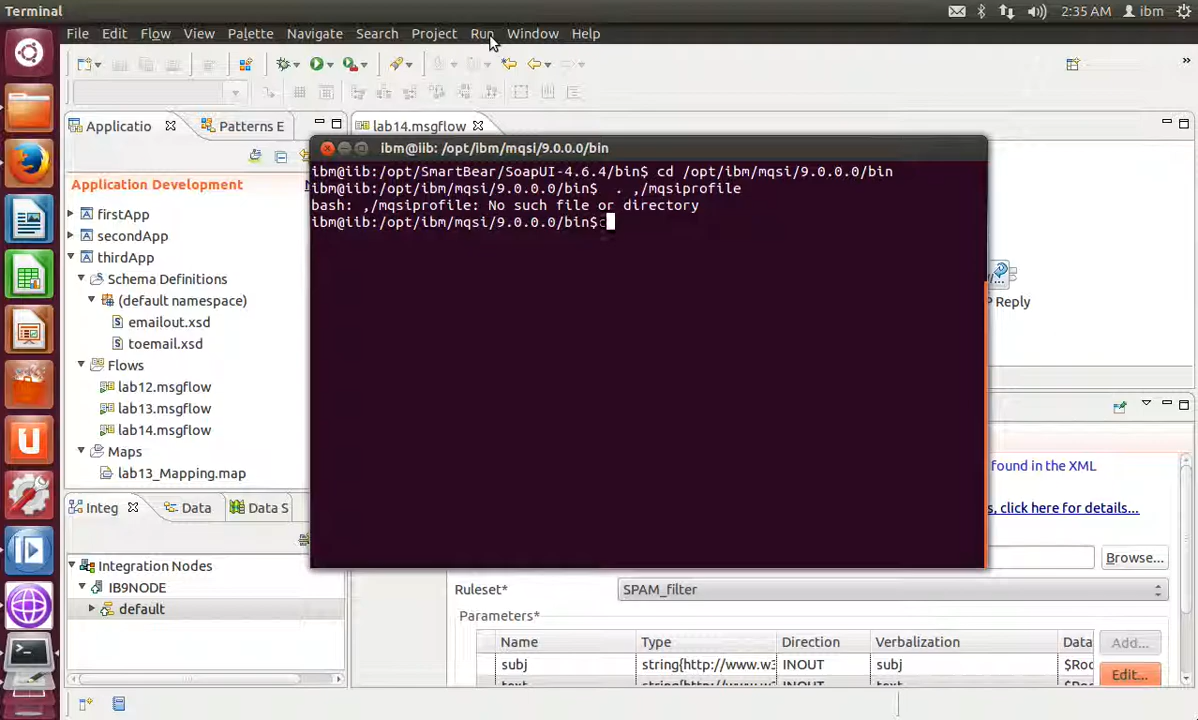 Terminal
2:35 AM
ibm
File Edit Flow View Palette Navigate Search Project Run Window Help
Applicatio
Patterns E
lab14.msgflow
ibm@iib: /opt/ibm/mqsi/9.0.0.0/bin
ibm@iib:/opt/SmartBear/SoapUI-4.6.4/bin$ cd /opt/ibm/mqsi/9.0.0.0/bin
ibm@iib:/opt/ibm/mqsi/9.0.0.0/bin$  . ,/mqsiprofile
bash: ,/mqsiprofile: No such file or directory
ibm@iib:/opt/ibm/mqsi/9.0.0.0/bin$c
Application Development
firstApp
secondApp
thirdApp
Schema Definitions
(default namespace)
emailout.xsd
toemail.xsd
Flows
lab12.msgflow
lab13.msgflow
lab14.msgflow
Maps
lab13_Mapping.map
P Reply
Integ
Data
Data S
Integration Nodes
IB9NODE
default
found in the XML
s, click here for details...
Browse...
Ruleset*
SPAM_filter
Parameters*
Name Type Direction Verbalization Data
Add...
subj string{http://www.w3 INOUT subj $Roo
Edit...